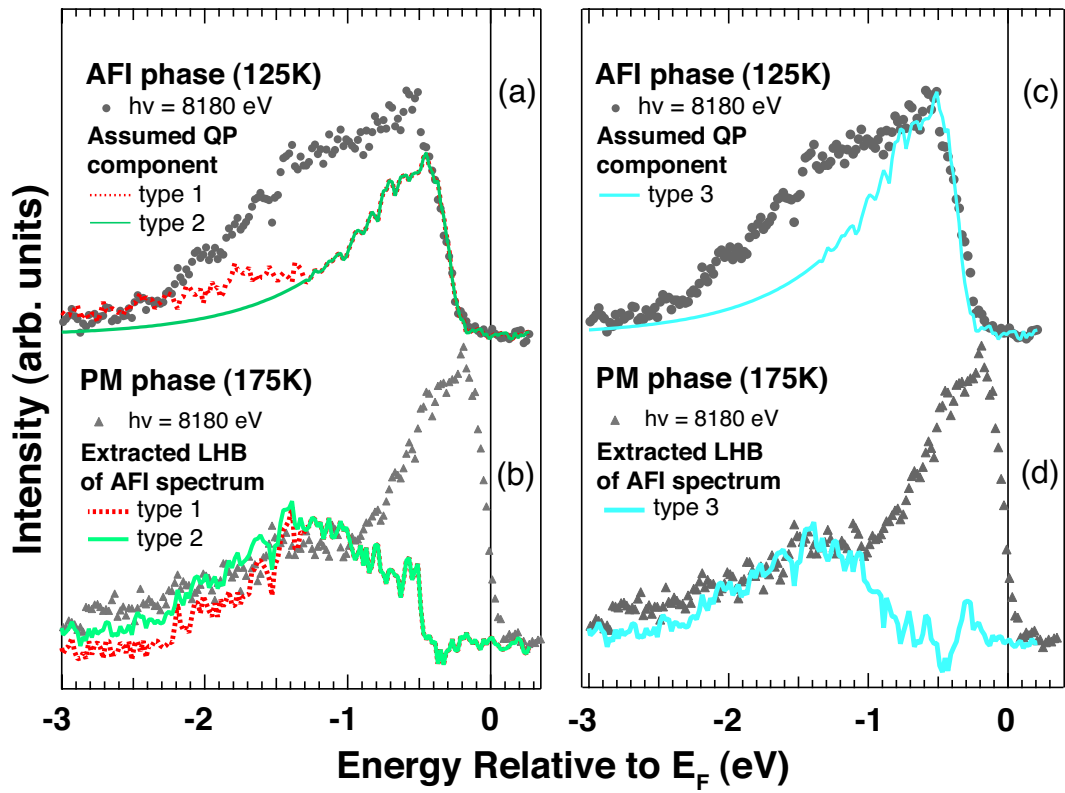 AFI phase (125K)
(a)
hν = 8180 eV
Assumed QP
component
type 1
type 2
PM phase (175K)
hν = 8180 eV
(b)
Extracted LHB
of AFI spectrum
type 1
type 2
AFI phase (125K)
(c)
hν = 8180 eV
Assumed QP
component
type 3
PM phase (175K)
hν = 8180 eV
(d)
Extracted LHB
of AFI spectrum
type 3
Intensity (arb. units)
-3 -2 -1 0
-3 -2 -1 0
Energy Relative to E_F (eV)